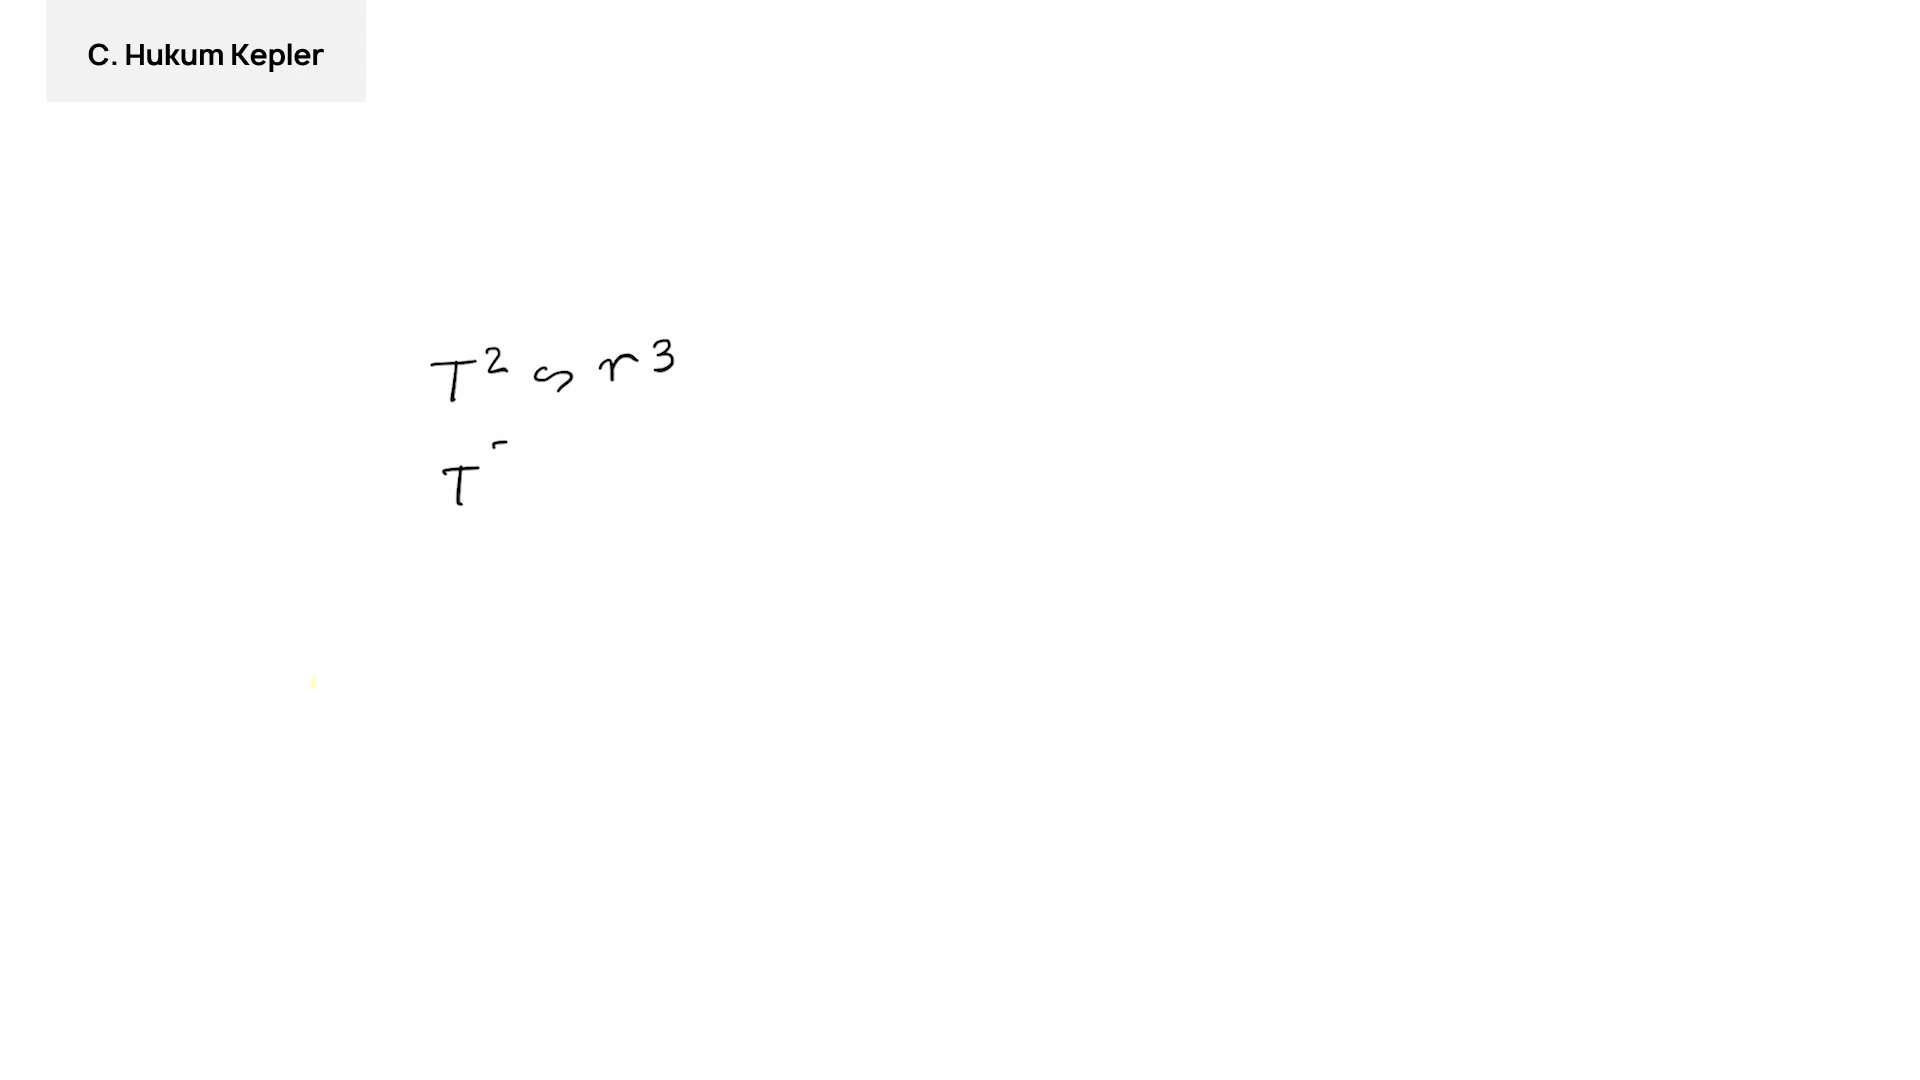 C. Hukum Kepler
T² ∽ r³
T